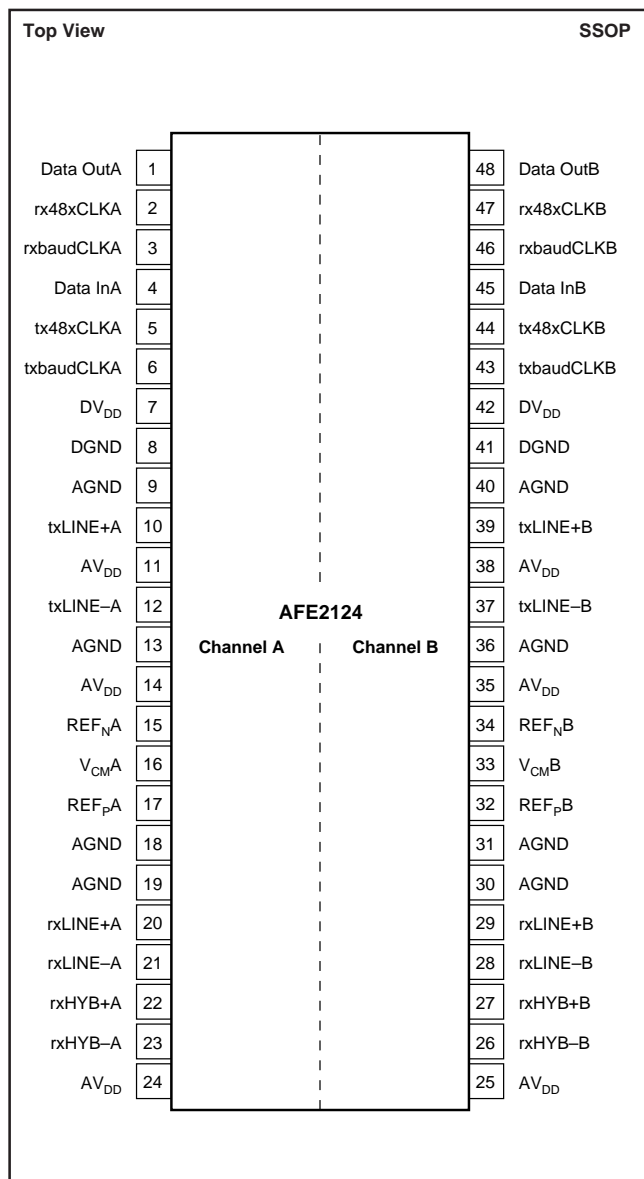 Top View SSOP
Data OutA 1 48 Data OutB
rx48xCLKA 2 47 rx48xCLKB
rxbaudCLKA 3 46 rxbaudCLKB
Data InA 4 45 Data InB
tx48xCLKA 5 44 tx48xCLKB
txbaudCLKA 6 43 txbaudCLKB
DVDD 7 42 DVDD
DGND 8 41 DGND
AGND 9 40 AGND
txLINE+A 10 39 txLINE+B
AVDD 11 38 AVDD
txLINE–A 12 37 txLINE–B
AFE2124
AGND 13 Channel A Channel B 36 AGND
AVDD 14 35 AVDD
REFNA 15 34 REFNB
VCMA 16 33 VCMB
REFPA 17 32 REFPB
AGND 18 31 AGND
AGND 19 30 AGND
rxLINE+A 20 29 rxLINE+B
rxLINE–A 21 28 rxLINE–B
rxHYB+A 22 27 rxHYB+B
rxHYB–A 23 26 rxHYB–B
AVDD 24 25 AVDD